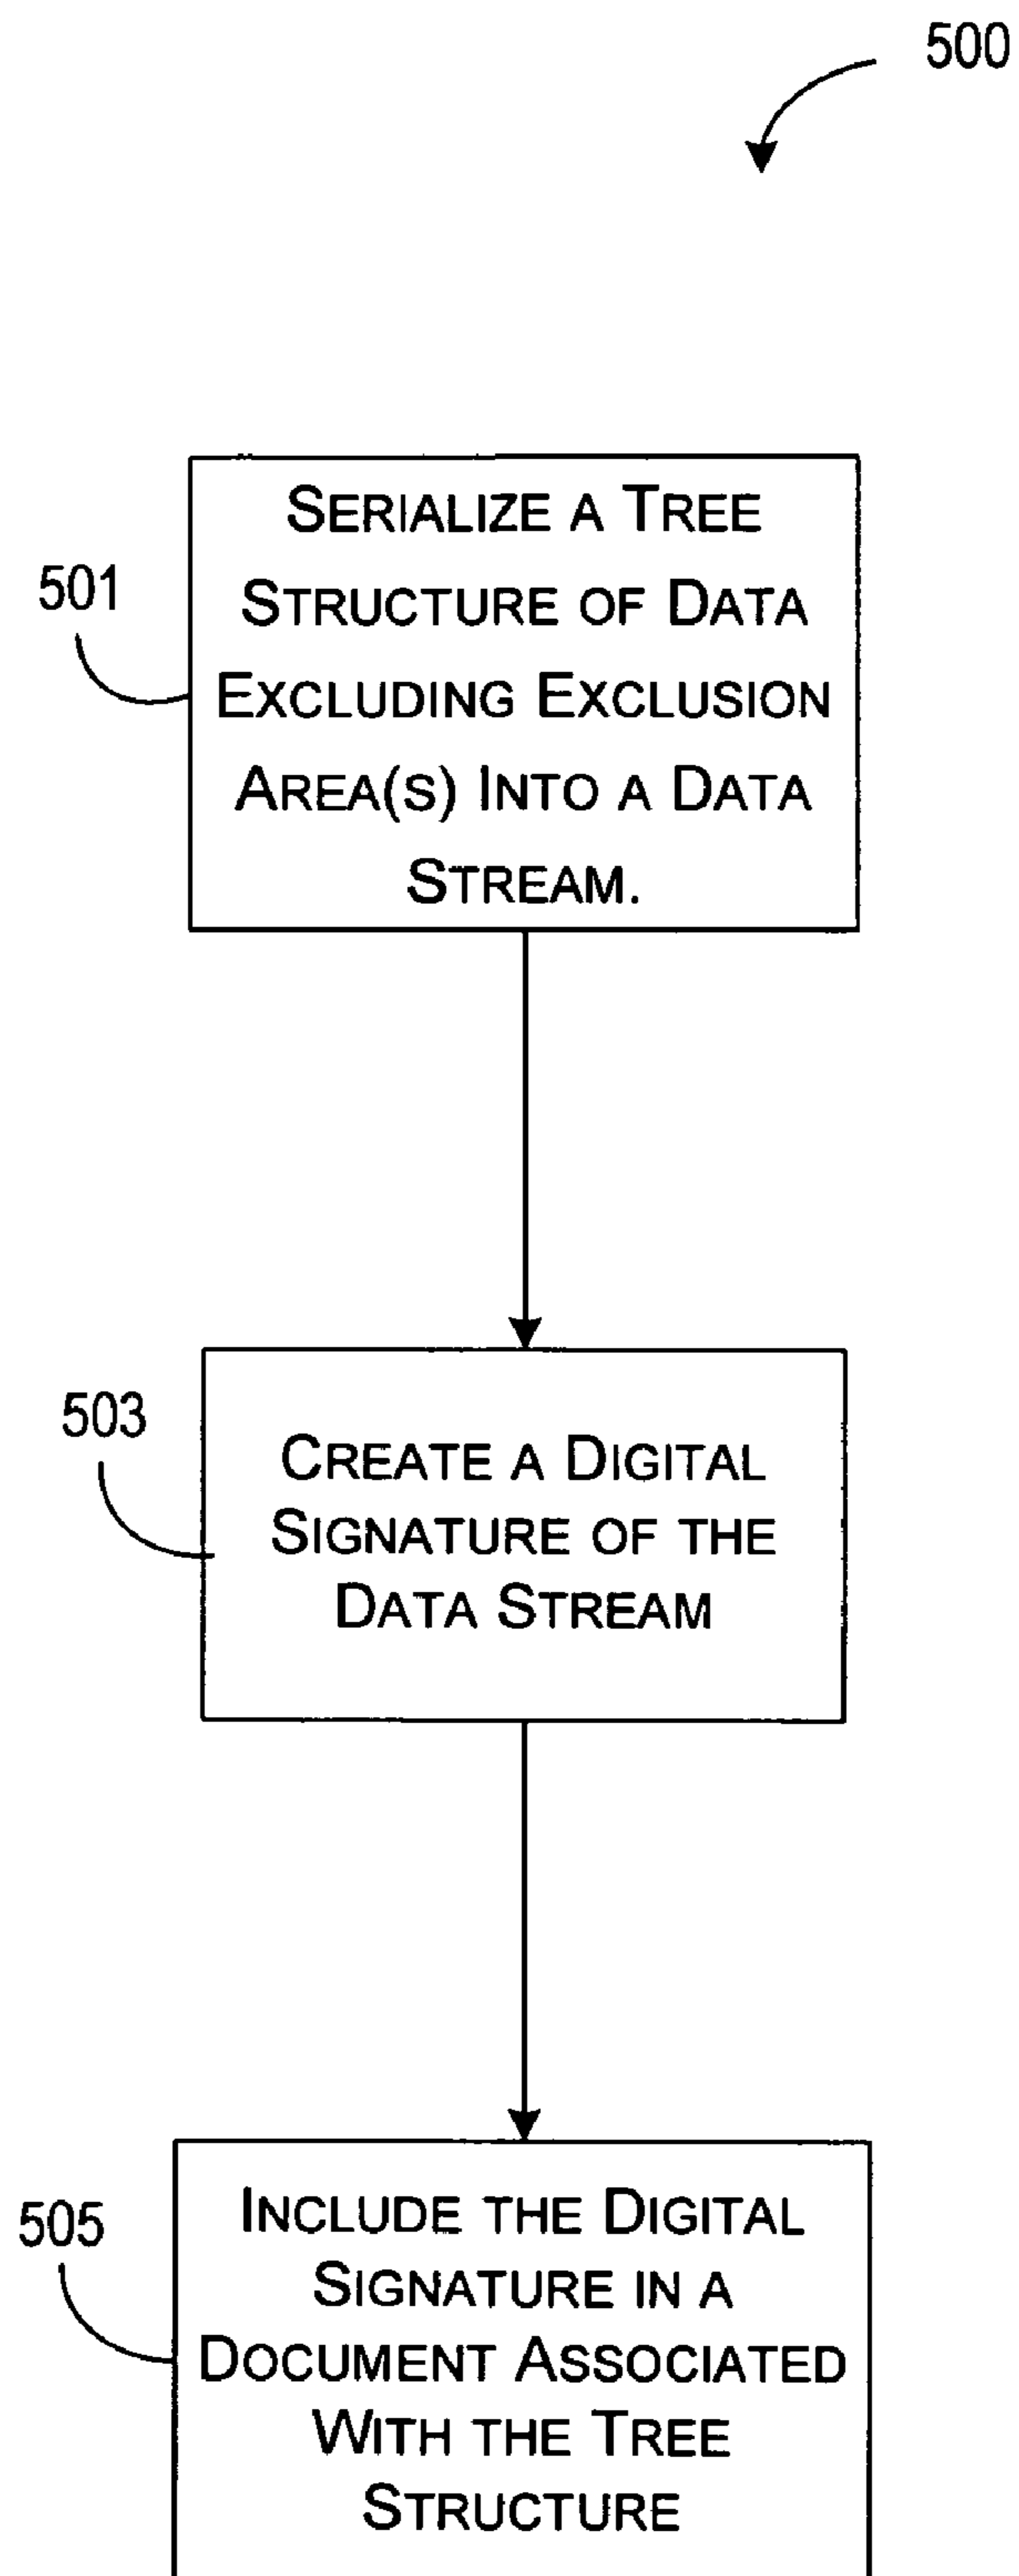 500
501
SERIALIZE A TREE
STRUCTURE OF DATA
EXCLUDING EXCLUSION
AREA(S) INTO A DATA
STREAM.
503
CREATE A DIGITAL
SIGNATURE OF THE
DATA STREAM
505
INCLUDE THE DIGITAL
SIGNATURE IN A
DOCUMENT ASSOCIATED
WITH THE TREE
STRUCTURE